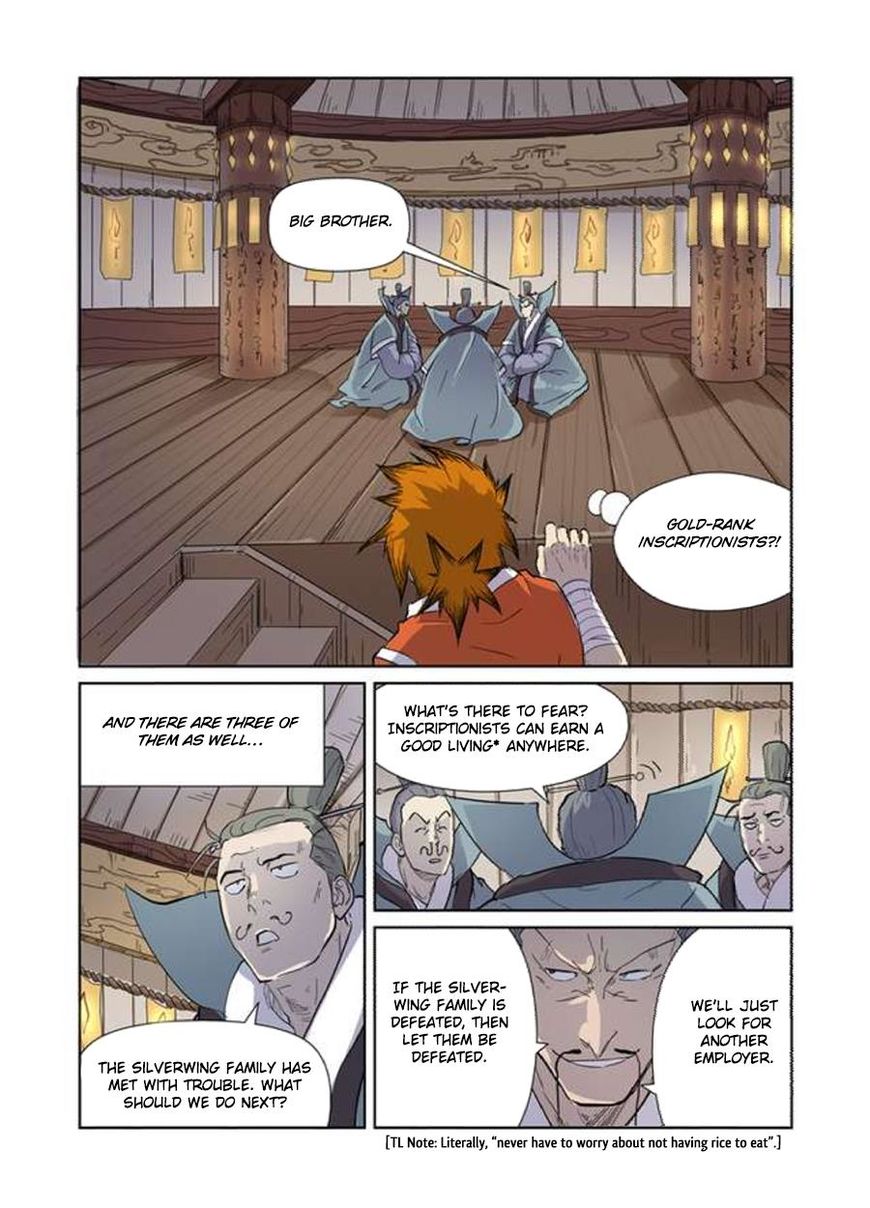 BIG BROTHER.
GOLD-RANK
INSCRIPTIONISTS?!
AND THERE ARE THREE OF
THEM AS WELL...
THE SILVERWING FAMILY HAS
MET WITH TROUBLE. WHAT
SHOULD WE DO NEXT?
WHAT'S THERE TO FEAR?
INSCRIPTIONISTS CAN EARN A
GOOD LIVING* ANYWHERE.
IF THE SILVER-
WING FAMILY IS
DEFEATED, THEN
LET THEM BE
DEFEATED.
WE'LL JUST
LOOK FOR
ANOTHER
EMPLOYER.
[TL Note: Literally, “never have to worry about not having rice to eat”.]